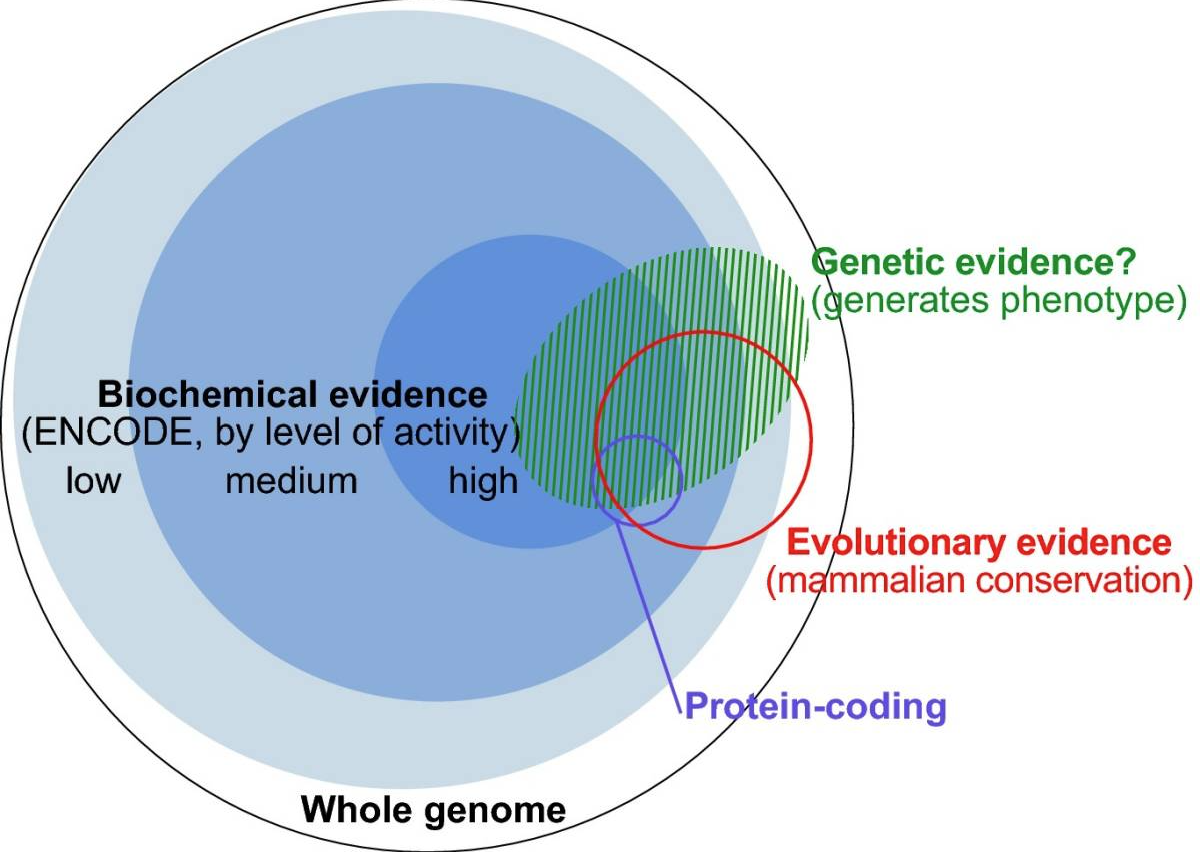 Genetic evidence?
(generates phenotype)
Biochemical evidence
(ENCODE, by level of activity)
low medium high
Evolutionary evidence
(mammalian conservation)
Protein-coding
Whole genome